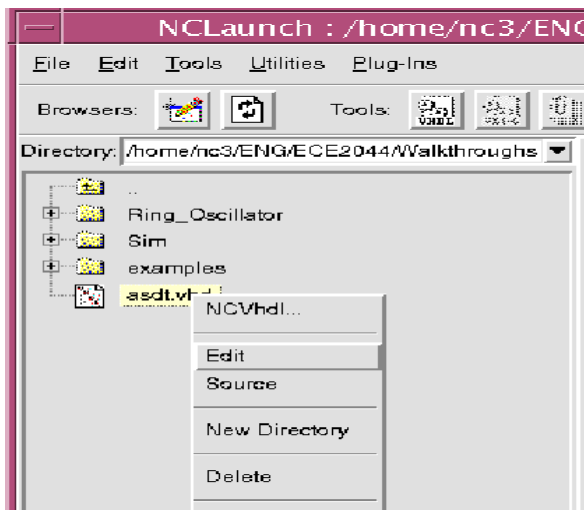 NCLaunch : /home/nc3/ENG
File Edit Tools Utilities Plug-Ins
Browsers: Tools:
Directory: /home/nc3/ENG/ECE2044/Walkthroughs
..
Ring_Oscillator
Sim
examples
asdt.vhd
NCVhdl...
Edit
Source
New Directory
Delete